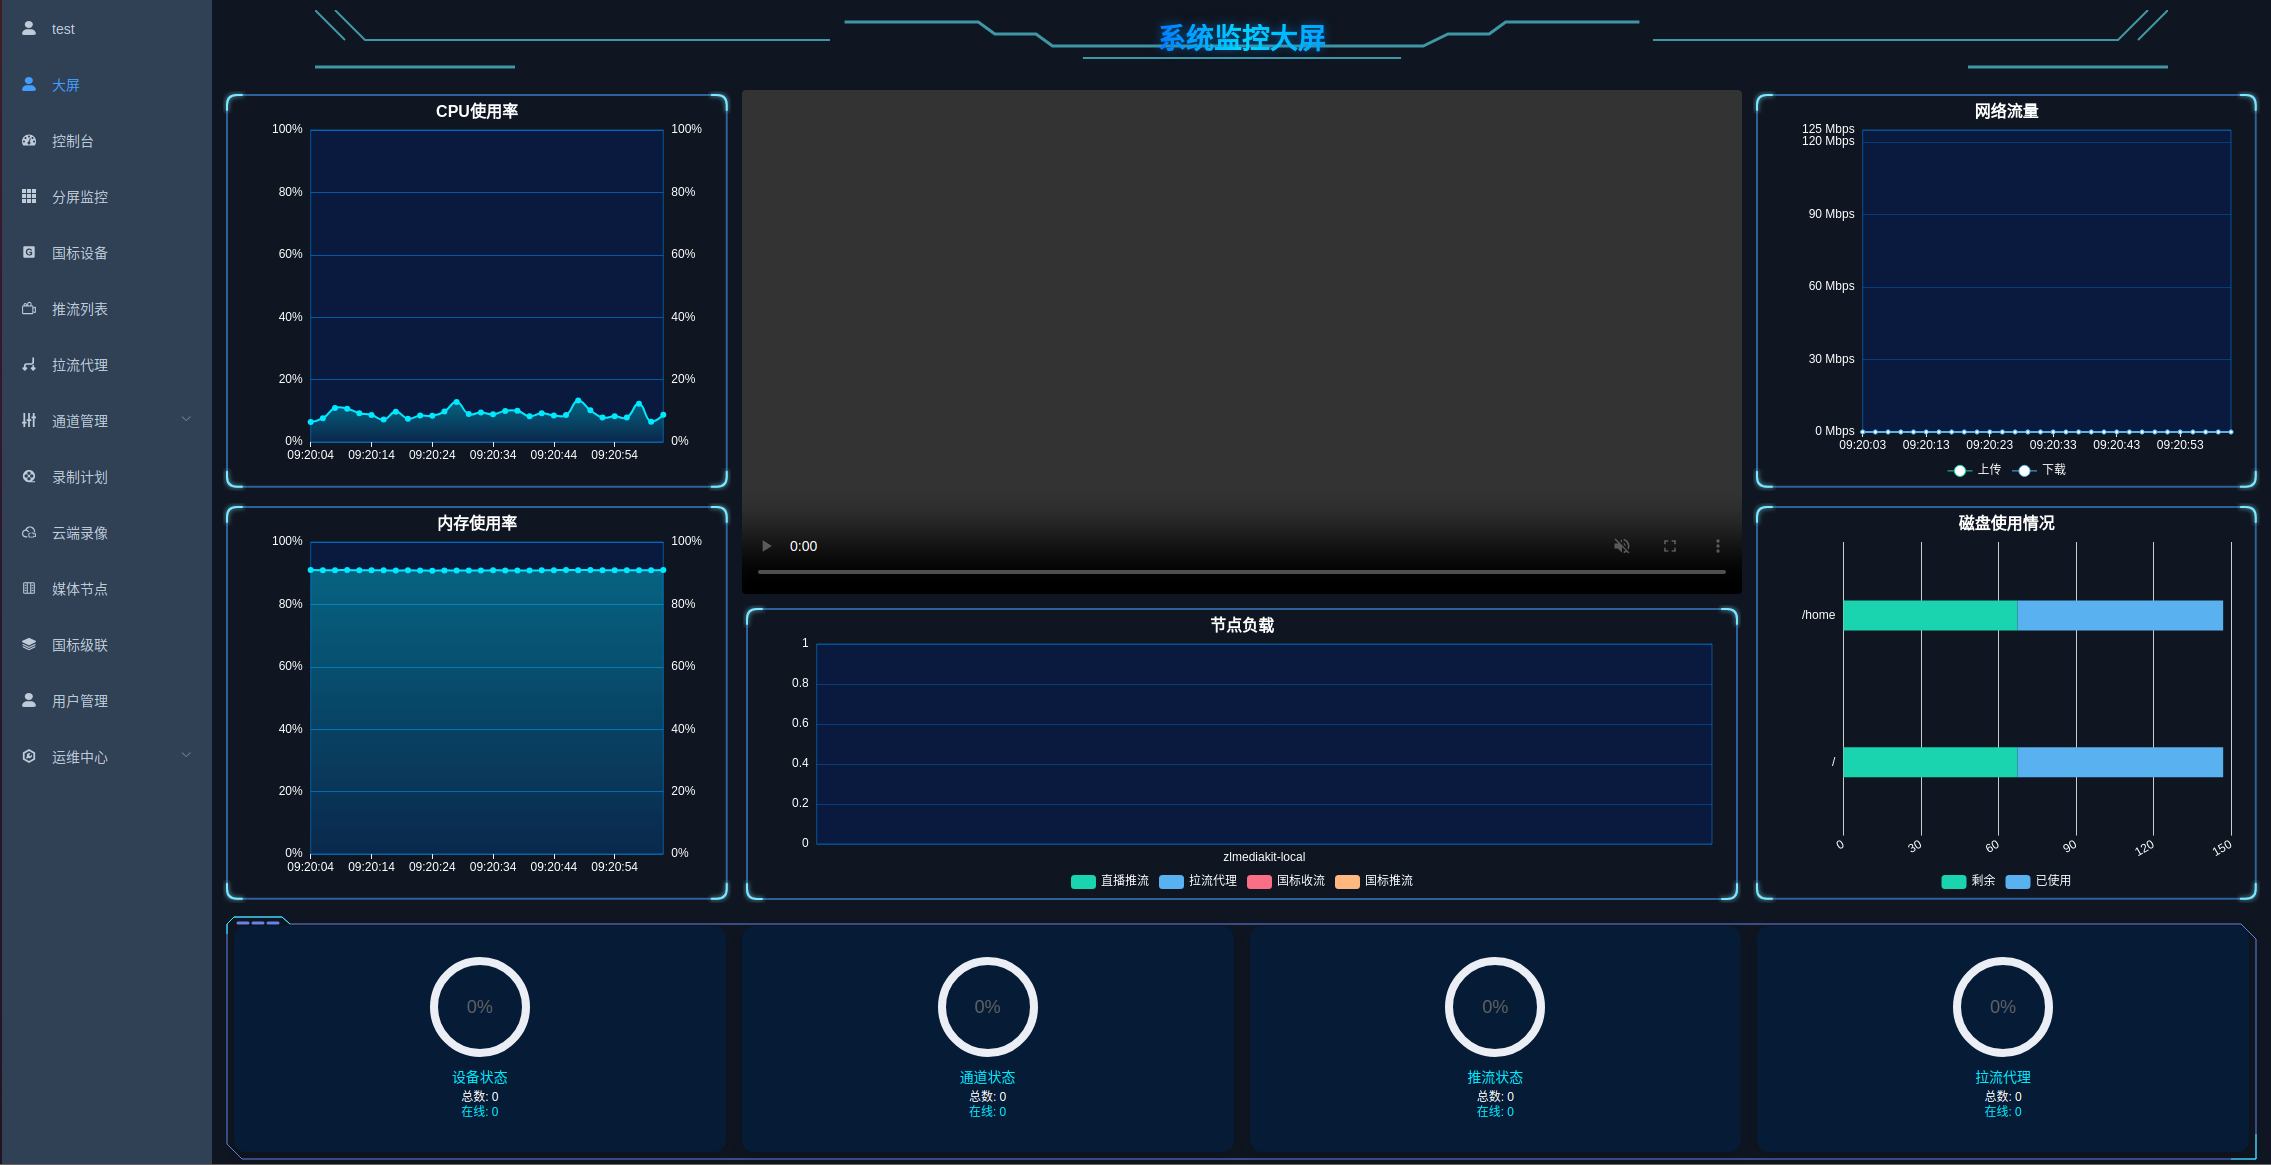 test
大屏
控制台
分屏监控
国标设备
推流列表
拉流代理
通道管理
录制计划
云端录像
媒体节点
国标级联
用户管理
运维中心
系统监控大屏
CPU使用率
100%
80%
60%
40%
20%
0%
100%
80%
60%
40%
20%
0%
09:20:04 09:20:14 09:20:24 09:20:34 09:20:44 09:20:54
内存使用率
100%
80%
60%
40%
20%
0%
100%
80%
60%
40%
20%
0%
09:20:04 09:20:14 09:20:24 09:20:34 09:20:44 09:20:54
0:00
节点负载
1
0.8
0.6
0.4
0.2
0
zlmediakit-local
直播推流 拉流代理 国标收流 国标推流
网络流量
125 Mbps
120 Mbps
90 Mbps
60 Mbps
30 Mbps
0 Mbps
09:20:03 09:20:13 09:20:23 09:20:33 09:20:43 09:20:53
上传 下载
磁盘使用情况
/home
/
0 30 60 90 120 150
剩余 已使用
0%
设备状态
总数: 0
在线: 0
0%
通道状态
总数: 0
在线: 0
0%
推流状态
总数: 0
在线: 0
0%
拉流代理
总数: 0
在线: 0